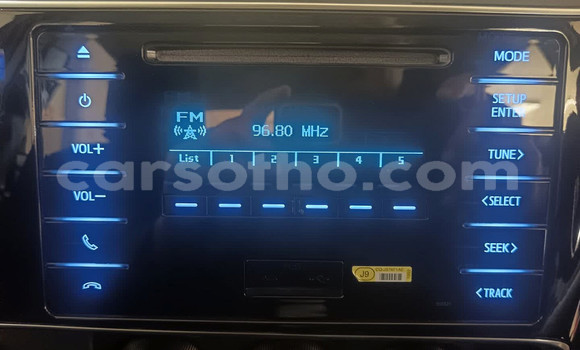 MODE
SETUP
ENTER
VOL+
FM
96.80 MHz
List 1 2 3 4 5
TUNE>
carsotho.com
VOL-
<SELECT
SEEK>
J9
<TRACK